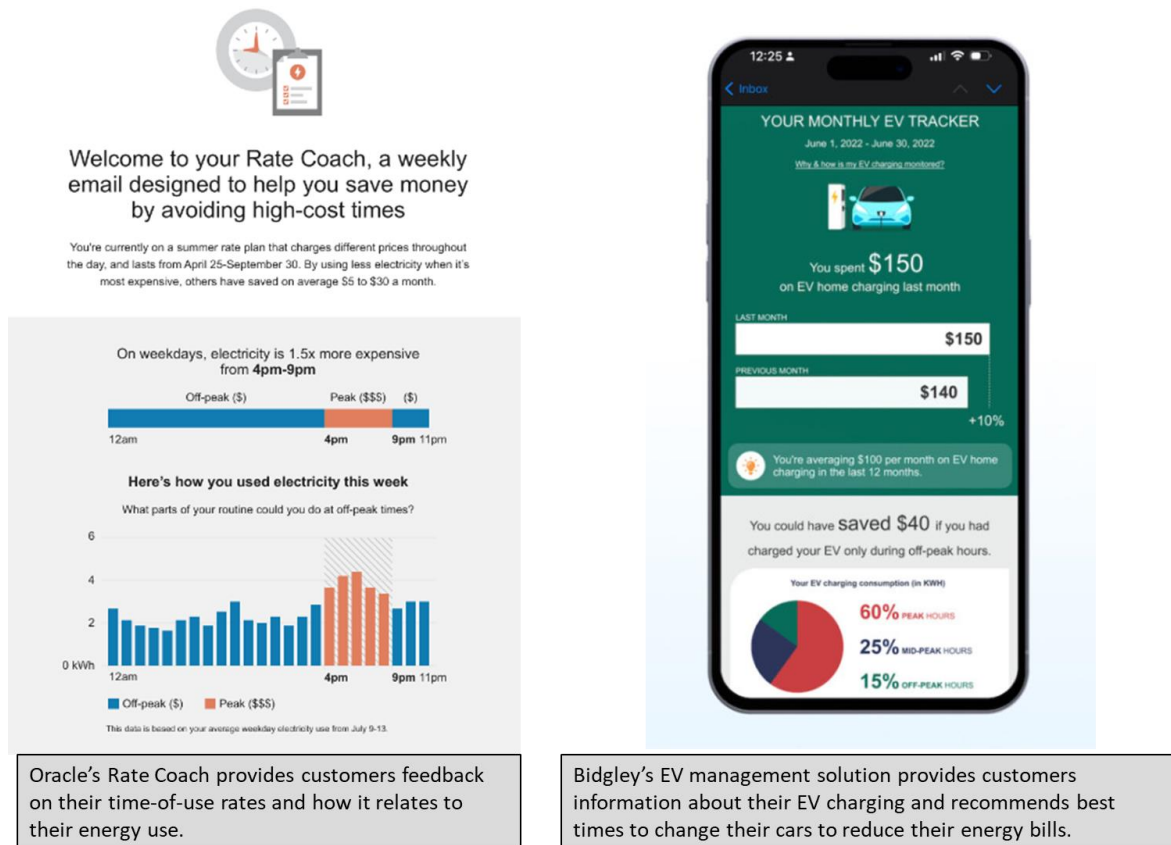 Welcome to your Rate Coach, a weekly
email designed to help you save money
by avoiding high-cost times
You're currently on a summer rate plan that charges different prices throughout
the day, and lasts from April 25-September 30. By using less electricity when it's
most expensive, others have saved on average $5 to $30 a month.
On weekdays, electricity is 1.5x more expensive
from 4pm-9pm
Off-peak ($) Peak ($$$) ($)
12am 4pm 9pm 11pm
Here's how you used electricity this week
What parts of your routine could you do at off-peak times?
6
4
2
0 kWh
12am 4pm 9pm 11pm
Off-peak ($) Peak ($$$)
This data is based on your average weekday electricity use from July 9-13.
Oracle's Rate Coach provides customers feedback
on their time-of-use rates and how it relates to
their energy use.
12:25
Inbox
YOUR MONTHLY EV TRACKER
June 1, 2022 - June 30, 2022
Why & how is my EV charging monitored?
You spent $150
on EV home charging last month
LAST MONTH
$150
PREVIOUS MONTH
$140
+10%
You're averaging $100 per month on EV home
charging in the last 12 months.
You could have saved $40 if you had
charged your EV only during off-peak hours.
Your EV charging consumption (in KWH)
60% PEAK HOURS
25% MID-PEAK HOURS
15% OFF-PEAK HOURS
Bidgley's EV management solution provides customers
information about their EV charging and recommends best
times to change their cars to reduce their energy bills.